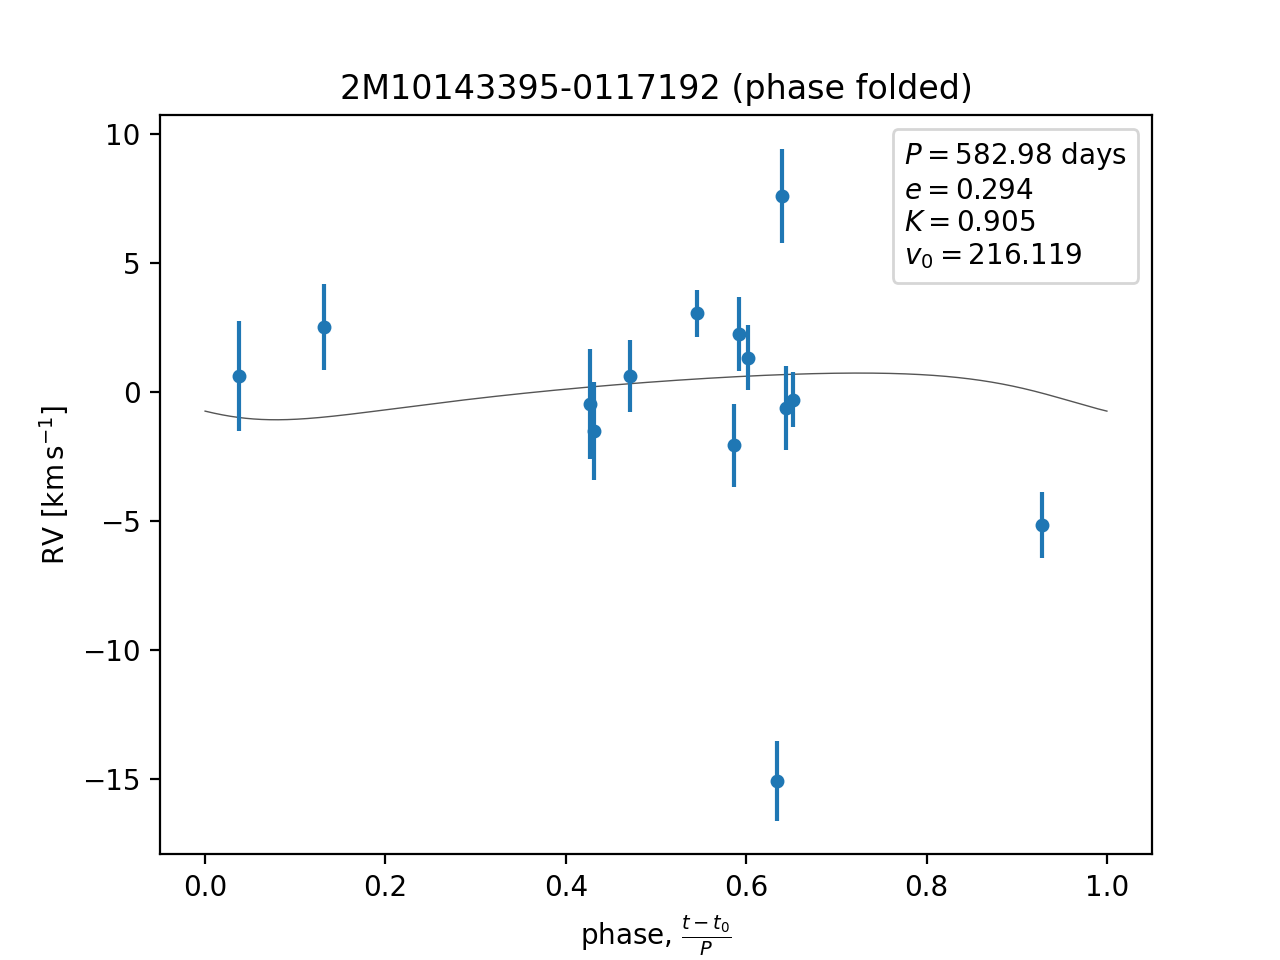 2M10143395-0117192 (phase folded)
P = 582.98 days
e = 0.294
K = 0.905
v₀ = 216.119
10
5
0
−5
−10
−15
RV [km s⁻¹]
0.0 0.2 0.4 0.6 0.8 1.0
phase, (t − t₀)/P